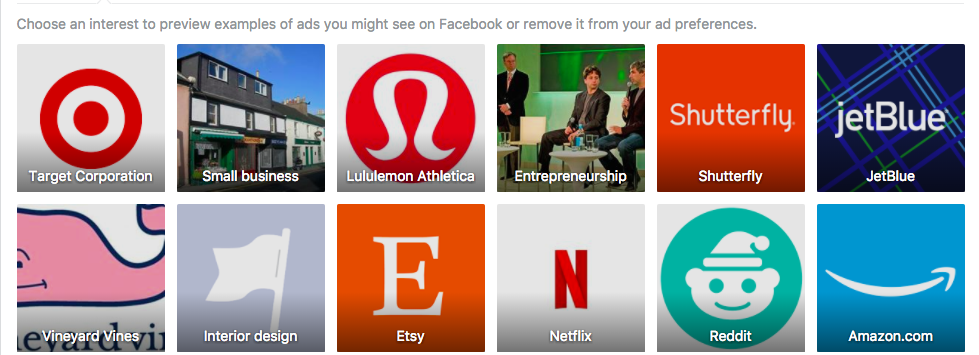 Choose an interest to preview examples of ads you might see on Facebook or remove it from your ad preferences.
Target Corporation
Small business
Lululemon Athletica
Entrepreneurship
Shutterfly.
Shutterfly
jetBlue
JetBlue
Vineyard Vines
eyard vin
Interior design
E
Etsy
N
Netflix
Reddit
Amazon.com